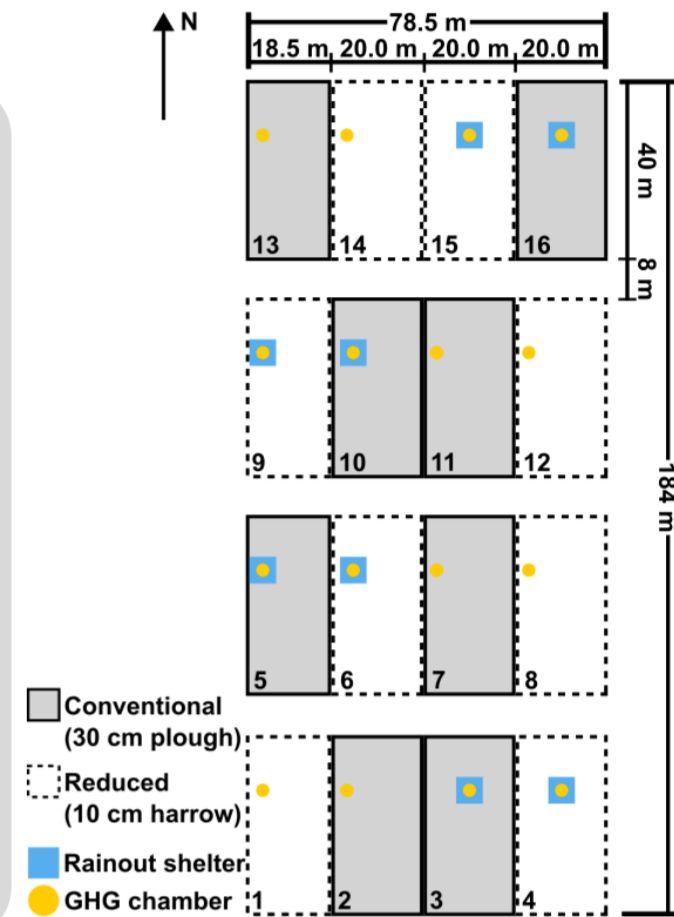 N
78.5 m
18.5 m 20.0 m 20.0 m 20.0 m
40 m
8 m
184 m
13 14 15 16
9 10 11 12
5 6 7 8
Conventional
(30 cm plough)
Reduced
(10 cm harrow)
Rainout shelter
GHG chamber
1 2 3 4